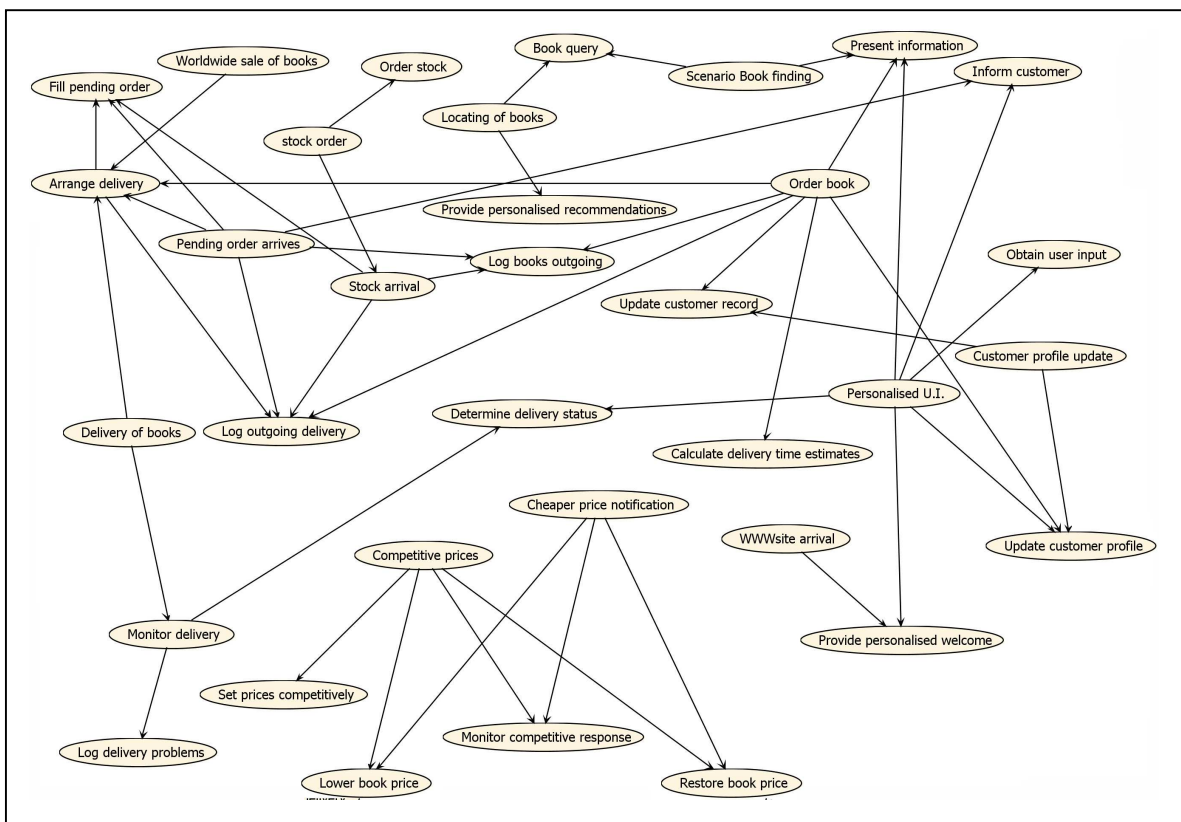 Present information
Book query
Worldwide sale of books
Order stock
Scenario Book finding
Inform customer
Fill pending order
Locating of books
stock order
Arrange delivery
Order book
Provide personalised recommendations
Pending order arrives
Log books outgoing
Obtain user input
Stock arrival
Update customer record
Customer profile update
Personalised U.I.
Determine delivery status
Delivery of books
Log outgoing delivery
Calculate delivery time estimates
Cheaper price notification
WWWsite arrival
Update customer profile
Competitive prices
Monitor delivery
Provide personalised welcome
Set prices competitively
Monitor competitive response
Log delivery problems
Lower book price
Restore book price